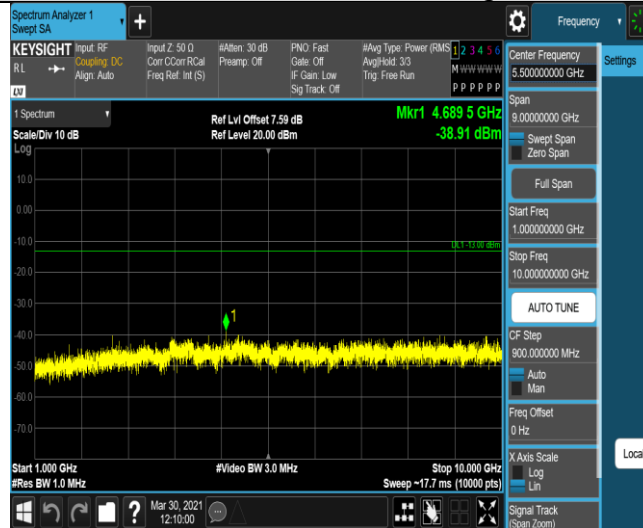 Spectrum Analyzer 1
Swept SA
+
Frequency
KEYSIGHT
RL
LXI
Input: RF
Coupling: DC
Align: Auto
Input Z: 50 Ω
Corr CCorr RCal
Freq Ref: Int (S)
#Atten: 30 dB
Preamp: Off
PNO: Fast
Gate: Off
IF Gain: Low
Sig Track: Off
#Avg Type: Power (RMS
Avg|Hold: 3/3
Trig: Free Run
1 2 3 4 5 6
M W W W W W
P P P P P P
1 Spectrum
Scale/Div 10 dB
Log
Ref Lvl Offset 7.59 dB
Ref Level 20.00 dBm
Mkr1 4.689 5 GHz
-38.91 dBm
10.0
0.00
-10.0
DL1 -13.00 dBm
-20.0
-30.0
1
-40.0
-50.0
-60.0
-70.0
Start 1.000 GHz
#Res BW 1.0 MHz
#Video BW 3.0 MHz
Stop 10.000 GHz
Sweep ~17.7 ms (10000 pts)
?
Mar 30, 2021
12:10:00
Center Frequency
5.500000000 GHz
Span
9.00000000 GHz
Swept Span
Zero Span
Full Span
Start Freq
1.000000000 GHz
Stop Freq
10.000000000 GHz
AUTO TUNE
CF Step
900.000000 MHz
Auto
Man
Freq Offset
0 Hz
X Axis Scale
Log
Lin
Signal Track
(Span Zoom)
Settings
Loca